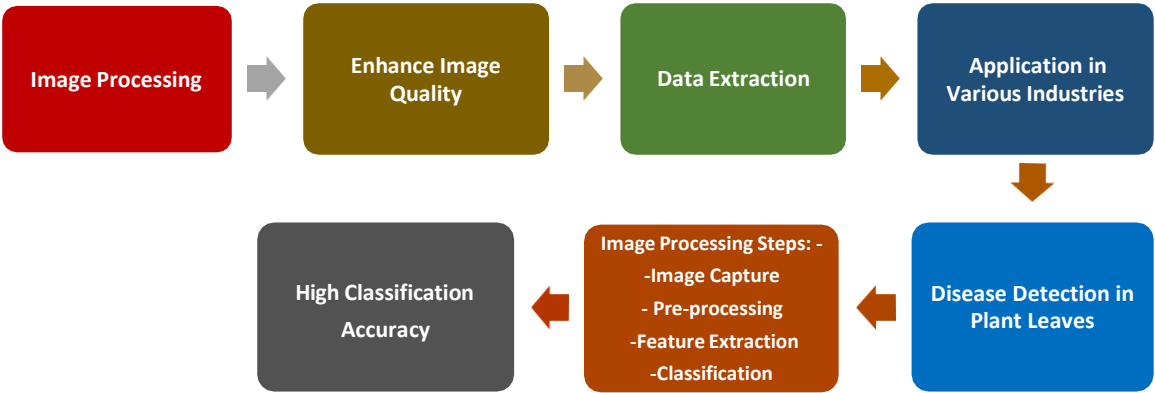 Image Processing
Enhance Image
Quality
Data Extraction
Application in
Various Industries
Disease Detection in
Plant Leaves
Image Processing Steps: -
-Image Capture
- Pre-processing
-Feature Extraction
-Classification
High Classification
Accuracy